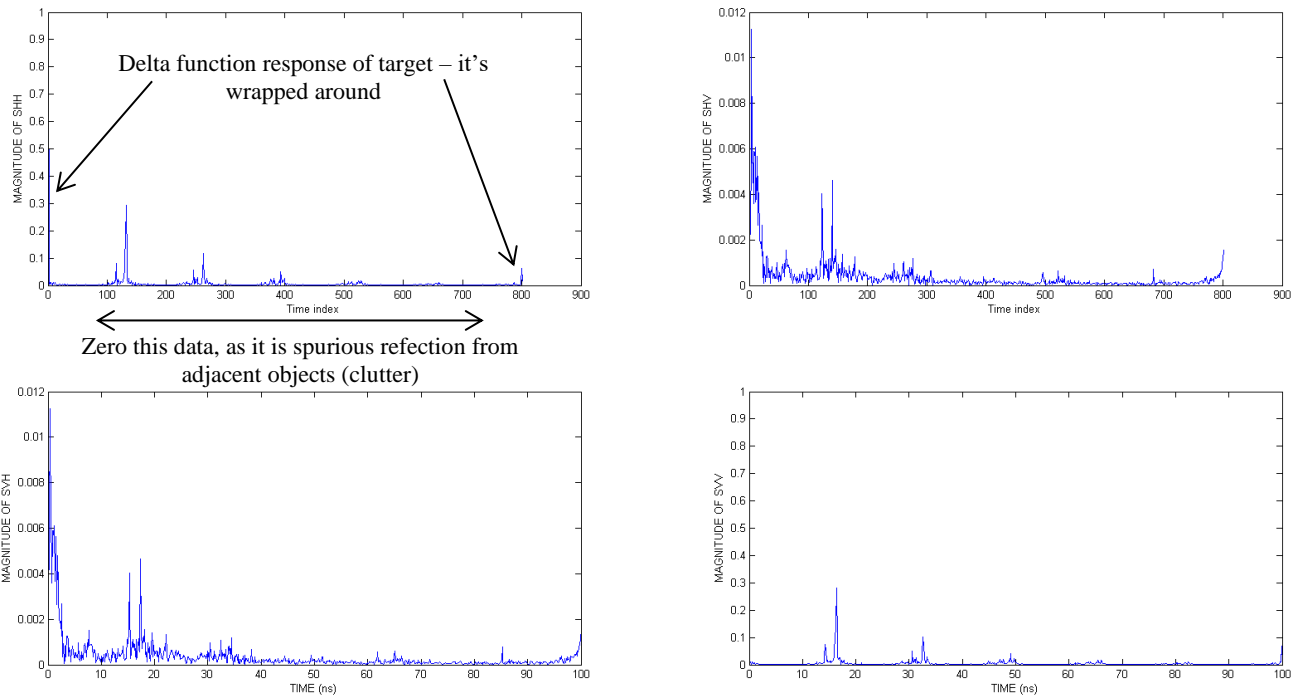 1
0.9
0.8
0.7
0.6
0.5
0.4
0.3
0.2
0.1
0
MAGNITUDE OF SHH
Delta function response of target – it's
wrapped around
0 100 200 300 400 500 600 700 800 900
Time index
Zero this data, as it is spurious refection from
adjacent objects (clutter)
0.012
0.01
0.008
0.006
0.004
0.002
0
MAGNITUDE OF SHV
0 100 200 300 400 500 600 700 800 900
Time index
0.012
0.01
0.008
0.006
0.004
0.002
0
MAGNITUDE OF SVH
0 10 20 30 40 50 60 70 80 90 100
TIME (ns)
1
0.9
0.8
0.7
0.6
0.5
0.4
0.3
0.2
0.1
0
MAGNITUDE OF SVV
0 10 20 30 40 50 60 70 80 90 100
TIME (ns)